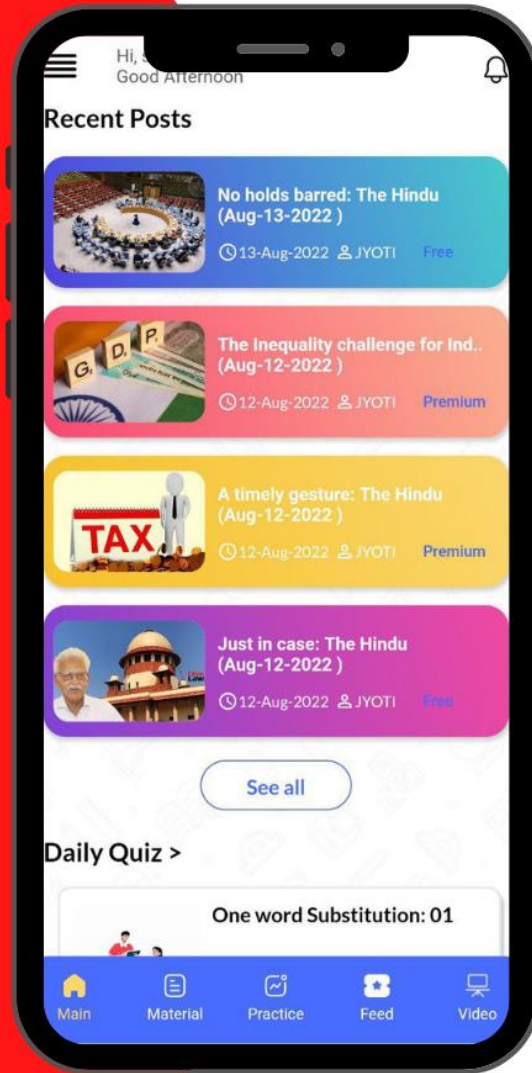 Hi,
Good Afternoon
Recent Posts
No holds barred: The Hindu
(Aug-13-2022 )
13-Aug-2022 JYOTI Free
G D P
The Inequality challenge for Ind..
(Aug-12-2022 )
12-Aug-2022 JYOTI Premium
TAX
A timely gesture: The Hindu
(Aug-12-2022 )
12-Aug-2022 JYOTI Premium
Just in case: The Hindu
(Aug-12-2022 )
12-Aug-2022 JYOTI Free
See all
Daily Quiz >
One word Substitution: 01
Main Material Practice Feed Video